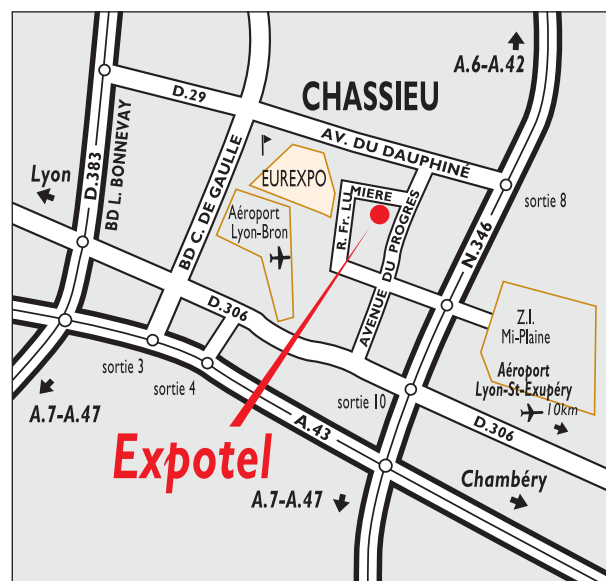 A.6-A.42
D.29
CHASSIEU
AV. DU DAUPHINÉ
BD L. BONNEVAY
D.383
Lyon
BD C. DE GAULLE
EUREXPO
R. Fr. LUMIERE
sortie 8
Aéroport
Lyon-Bron
AVENUE DU PROGRES
N.346
D.306
Z.I.
Mi-Plaine
sortie 3
sortie 4
sortie 10
Aéroport
Lyon-St-Exupéry
10km
A.7-A.47
A.43
D.306
Expotel
Chambéry
A.7-A.47